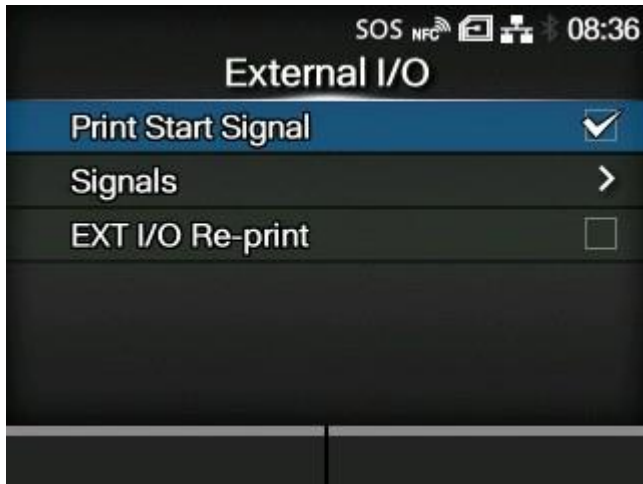 SOS NFC 08:36
External I/O
Print Start Signal
Signals
EXT I/O Re-print